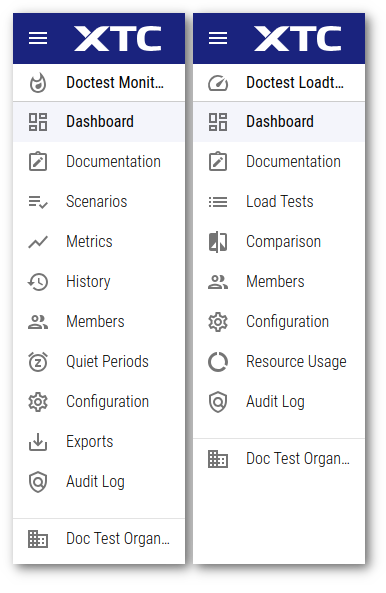 XTC
Doctest Monit...
Dashboard
Documentation
Scenarios
Metrics
History
Members
Quiet Periods
Configuration
Exports
Audit Log
Doc Test Organ...
XTC
Doctest Loadt...
Dashboard
Documentation
Load Tests
Comparison
Members
Configuration
Resource Usage
Audit Log
Doc Test Organ...